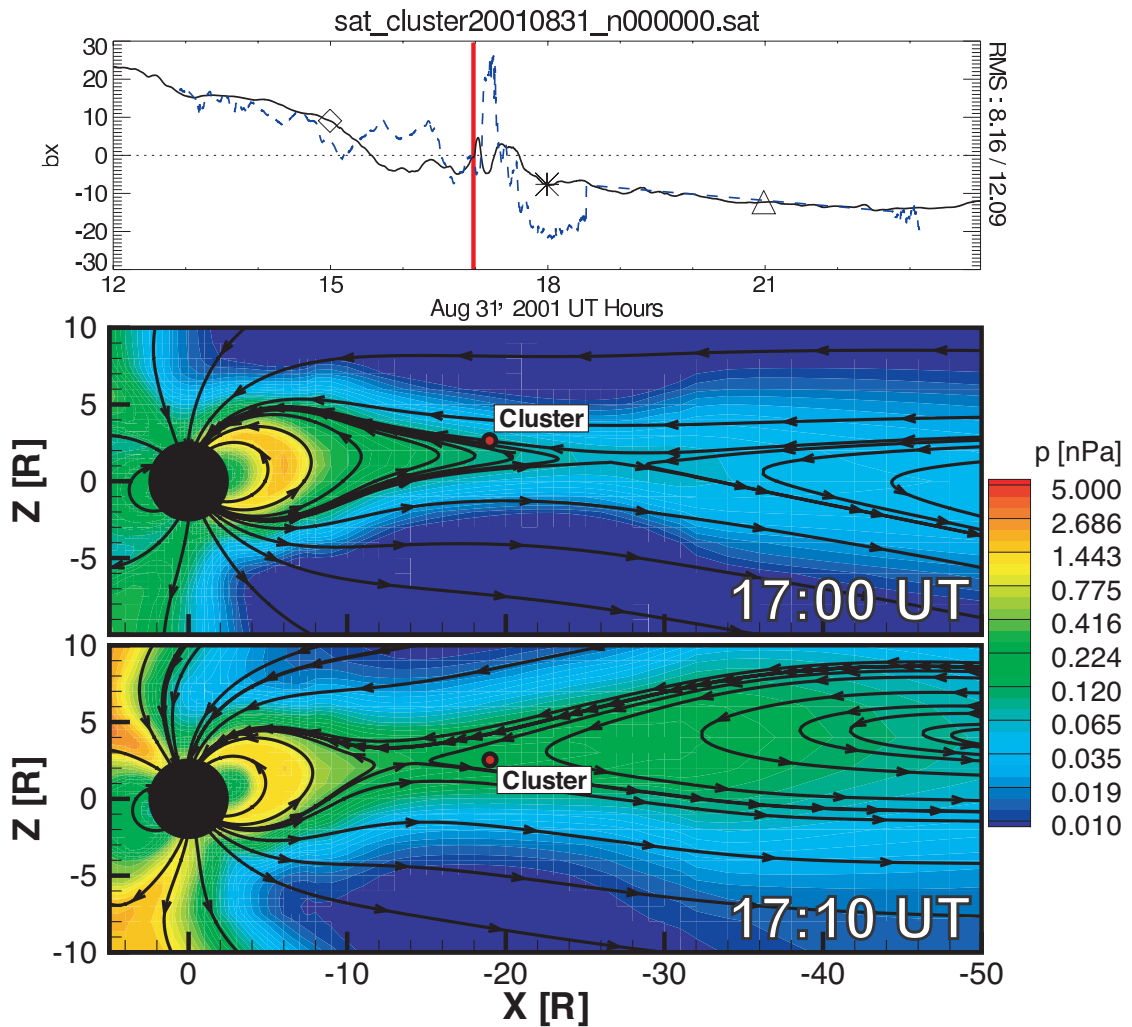 sat_cluster20010831_n000000.sat
30
20
10
0
-10
-20
-30
bx
RMS : 8.16 / 12.09
12 15 18 21
Aug 31, 2001 UT Hours
10
5
0
-5
Z [R]
Cluster
17:00 UT
p [nPa]
5.000
2.686
1.443
0.775
0.416
0.224
0.120
0.065
0.035
0.019
0.010
10
5
0
-5
-10
Z [R]
Cluster
17:10 UT
0 -10 -20 -30 -40 -50
X [R]